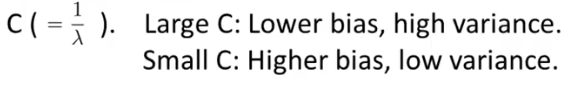 C ( = 1/λ ). Large C: Lower bias, high variance.
Small C: Higher bias, low variance.